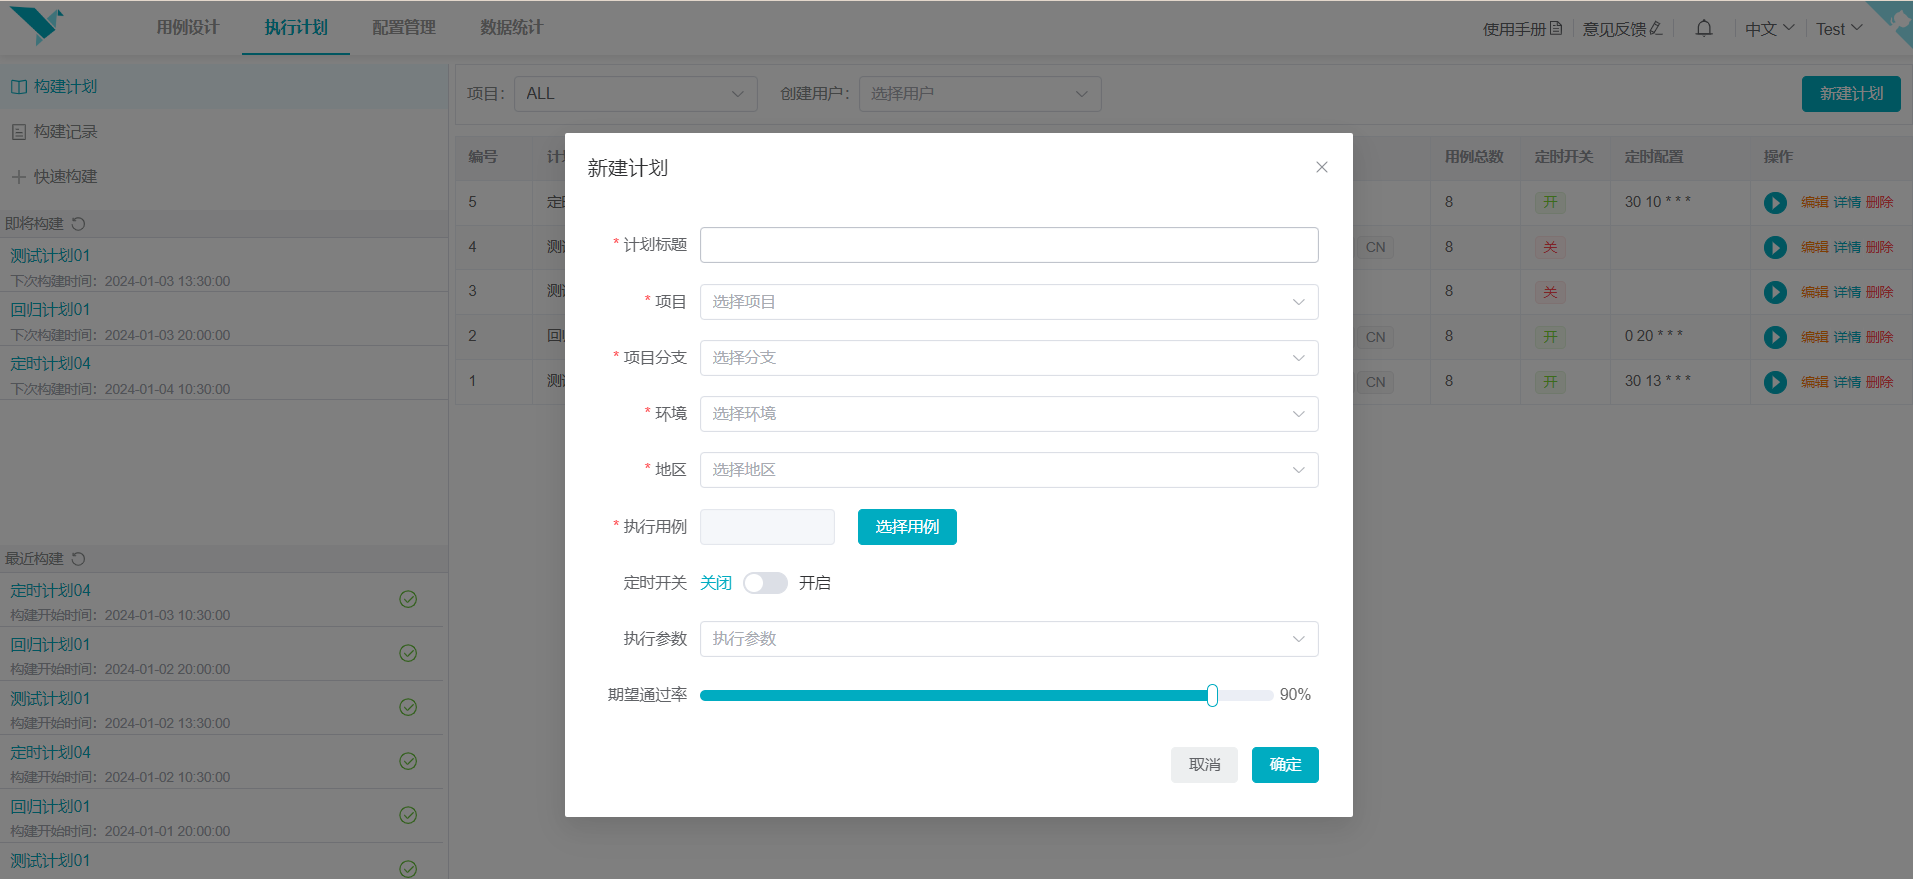 用例设计 执行计划 配置管理 数据统计 使用手册 意见反馈 中文 Test
构建计划
构建记录
快速构建
即将构建
测试计划01
下次构建时间：2024-01-03 13:30:00
回归计划01
下次构建时间：2024-01-03 20:00:00
定时计划04
下次构建时间：2024-01-04 10:30:00
最近构建
定时计划04
构建开始时间：2024-01-03 10:30:00
回归计划01
构建开始时间：2024-01-02 20:00:00
测试计划01
构建开始时间：2024-01-02 13:30:00
定时计划04
构建开始时间：2024-01-02 10:30:00
回归计划01
构建开始时间：2024-01-01 20:00:00
测试计划01
项目： ALL 创建用户： 选择用户 新建计划
编号 用例总数 定时开关 定时配置 操作
5 8 开 30 10 * * * 编辑 详情 删除
4 CN 8 关 编辑 详情 删除
3 8 关 编辑 详情 删除
2 CN 8 开 0 20 * * * 编辑 详情 删除
1 CN 8 开 30 13 * * * 编辑 详情 删除
新建计划
* 计划标题
* 项目 选择项目
* 项目分支 选择分支
* 环境 选择环境
* 地区 选择地区
* 执行用例 选择用例
定时开关 关闭 开启
执行参数 执行参数
期望通过率 90%
取消 确定